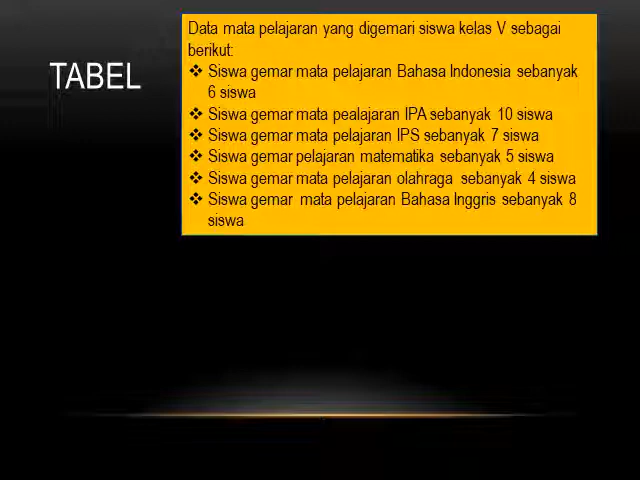 TABEL
Data mata pelajaran yang digemari siswa kelas V sebagai
berikut:
❖ Siswa gemar mata pelajaran Bahasa Indonesia sebanyak
6 siswa
❖ Siswa gemar mata pealajaran IPA sebanyak 10 siswa
❖ Siswa gemar mata pelajaran IPS sebanyak 7 siswa
❖ Siswa gemar pelajaran matematika sebanyak 5 siswa
❖ Siswa gemar mata pelajaran olahraga sebanyak 4 siswa
❖ Siswa gemar mata pelajaran Bahasa Inggris sebanyak 8
siswa